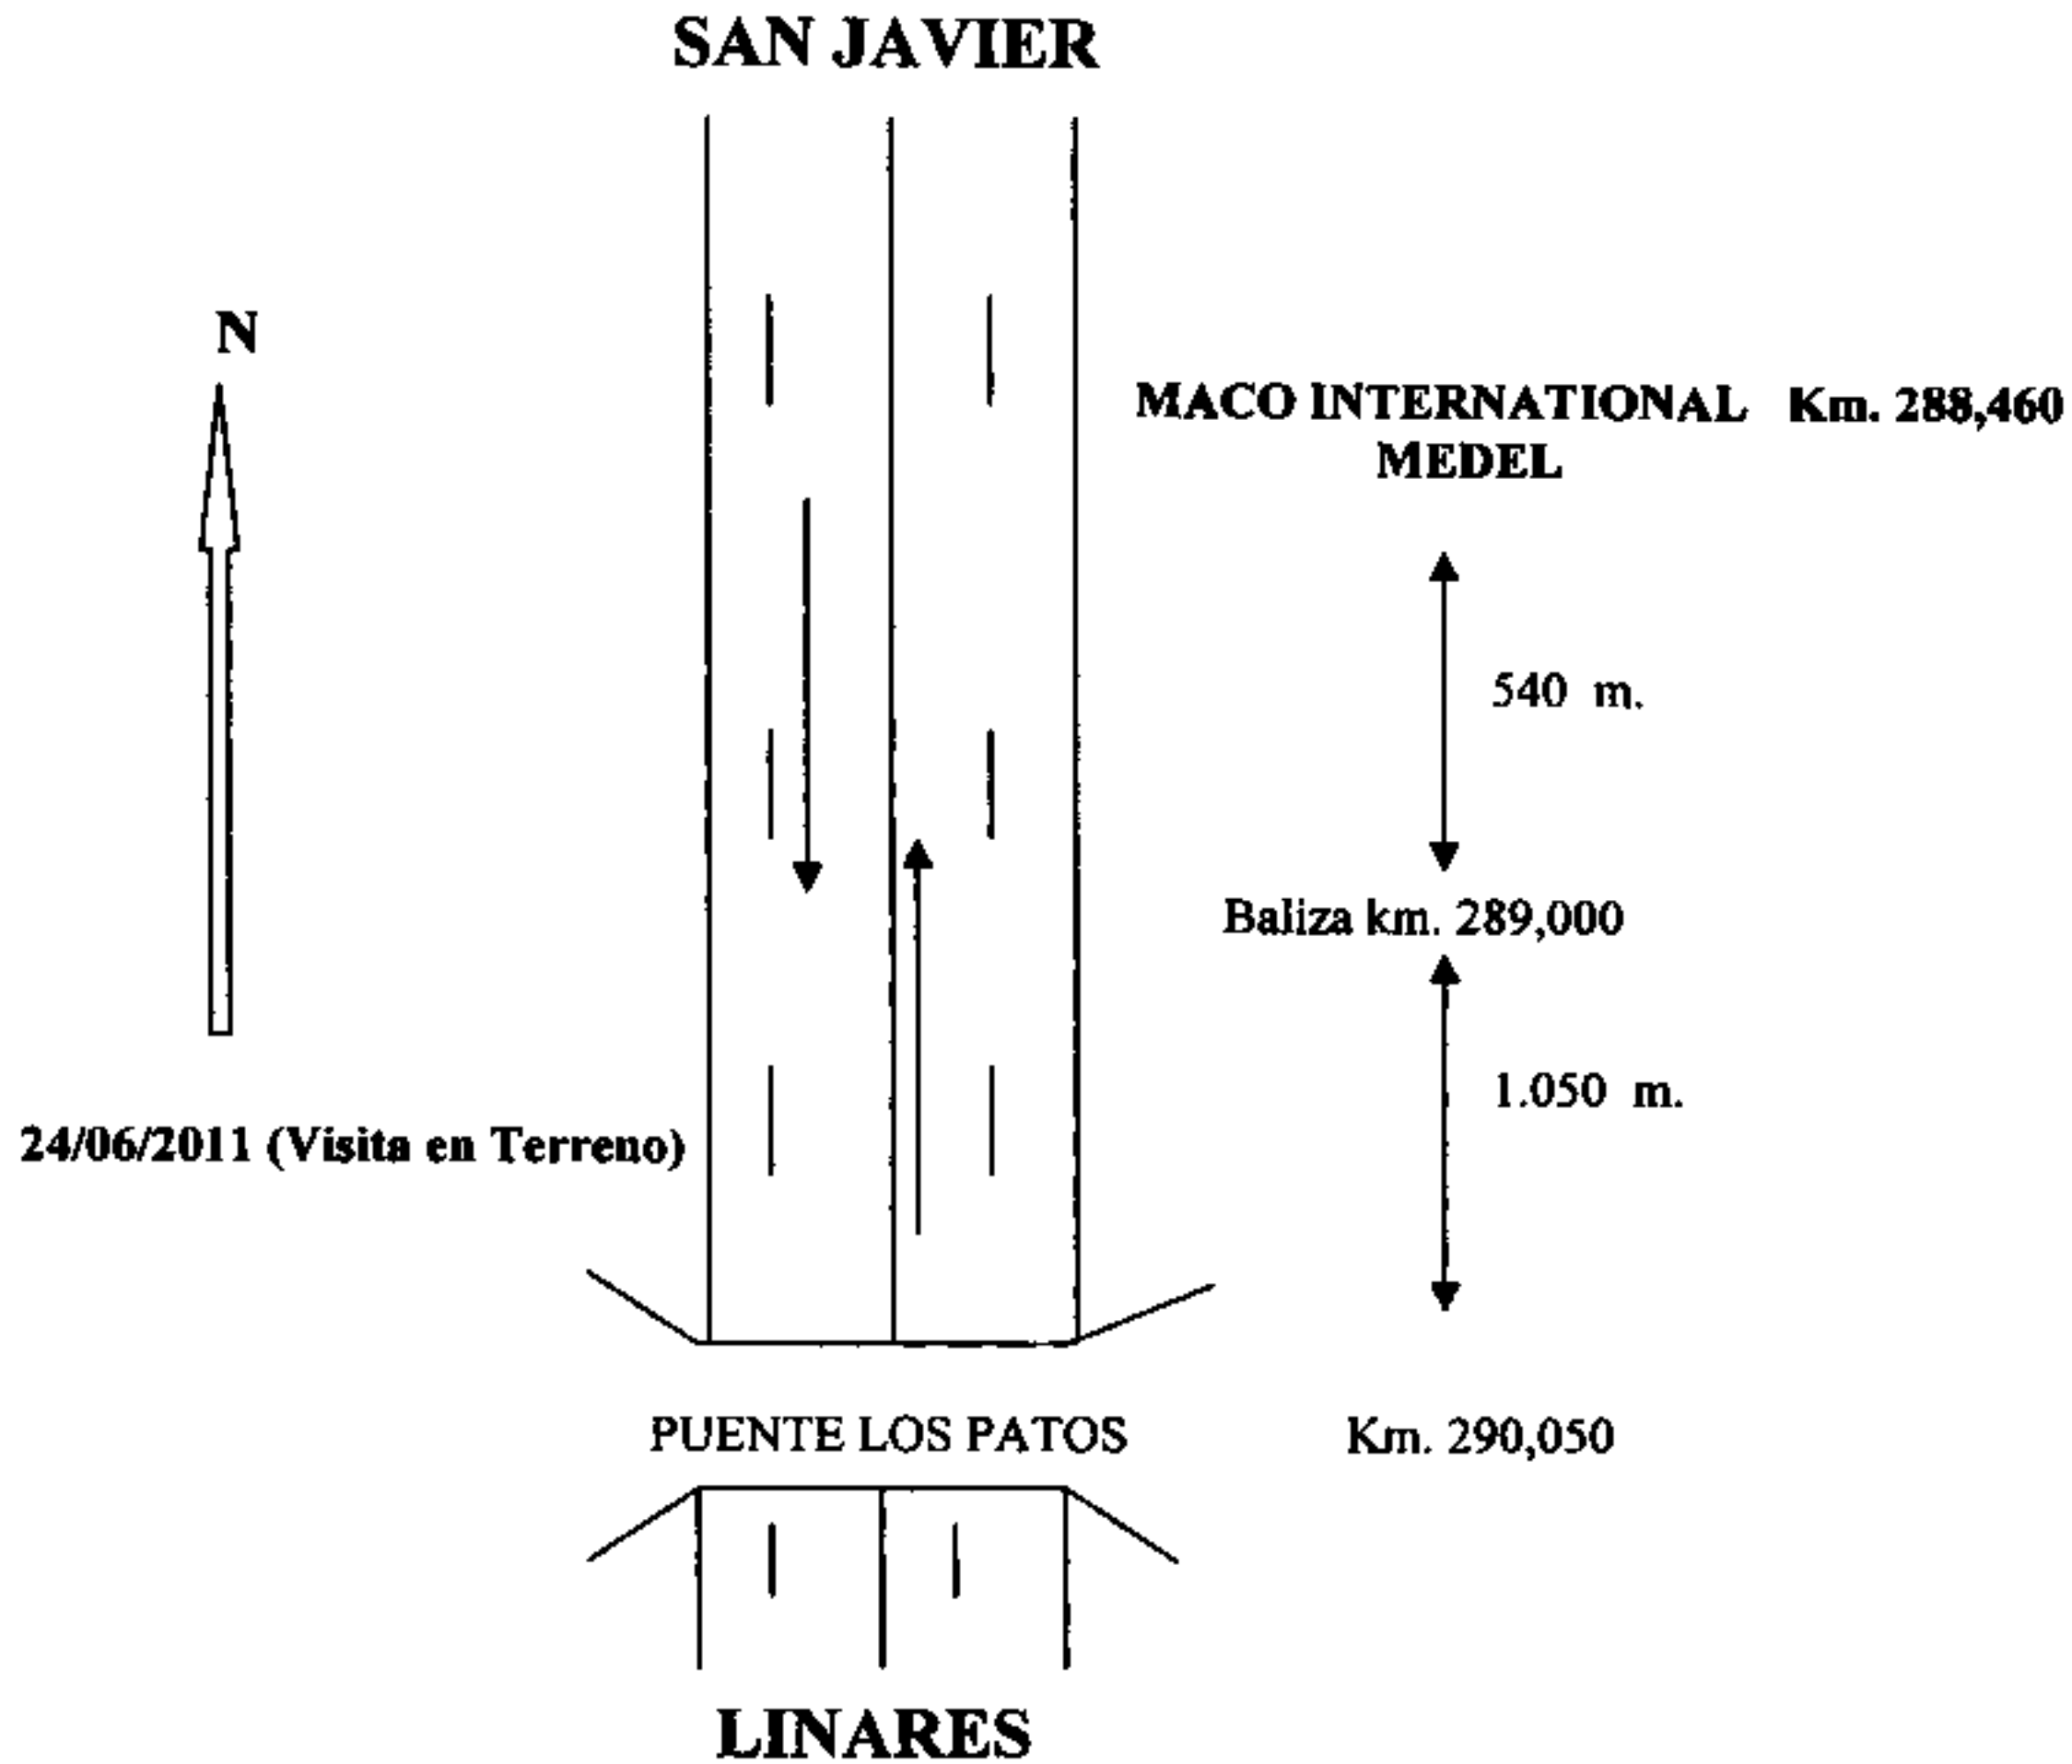 SAN JAVIER
N
MACO INTERNATIONAL Km. 288,460
MEDEL
540 m.
Baliza km. 289,000
1.050 m.
24/06/2011 (Visita en Terreno)
PUENTE LOS PATOS Km. 290,050
LINARES